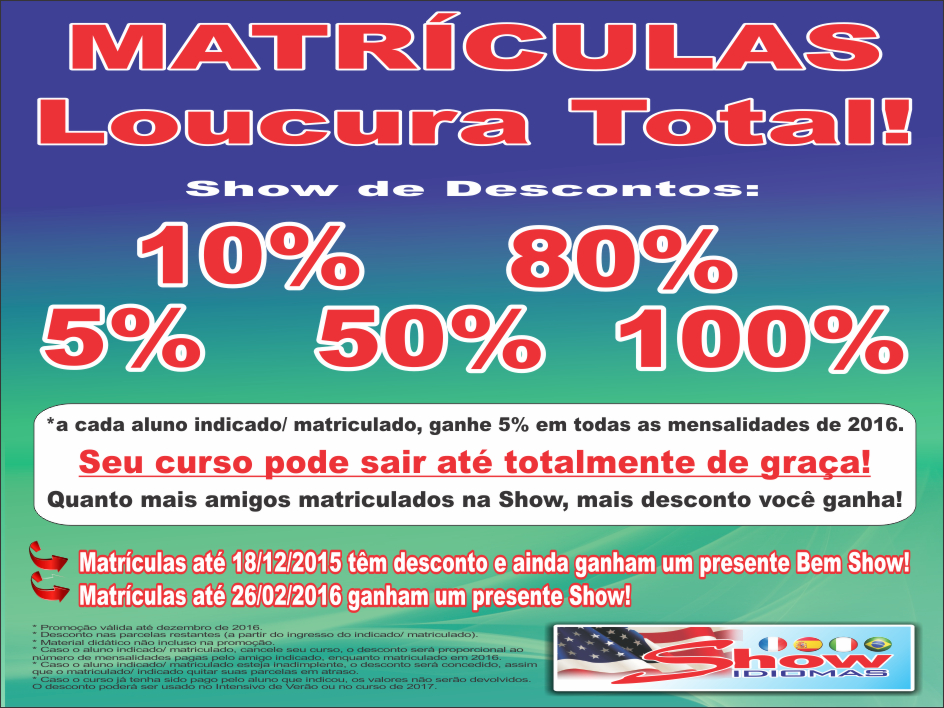 MATRÍCULAS
Loucura Total!
Show de Descontos:
10% 80%
5% 50% 100%
*a cada aluno indicado/ matriculado, ganhe 5% em todas as mensalidades de 2016.
Seu curso pode sair até totalmente de graça!
Quanto mais amigos matriculados na Show, mais desconto você ganha!
Matrículas até 18/12/2015 têm desconto e ainda ganham um presente Bem Show!
Matrículas até 26/02/2016 ganham um presente Show!
* Promoção válida até dezembro de 2016.
* Desconto nas parcelas restantes (a partir do ingresso do indicado/ matriculado).
* Material didático não incluso na promoção.
* Caso o aluno indicado/ matriculado, cancele seu curso, o desconto será proporcional ao
número de mensalidades pagas pelo amigo indicado, enquanto matriculado em 2016.
* Caso o aluno indicado/ matriculado esteja inadimplente, o desconto será concedido, assim
que o matriculado/ indicado quitar suas parcelas em atraso.
* Caso o curso já tenha sido pago pelo aluno que indicou, os valores não serão devolvidos.
O desconto poderá ser usado no Intensivo de Verão ou no curso de 2017.
Show
IDIOMAS